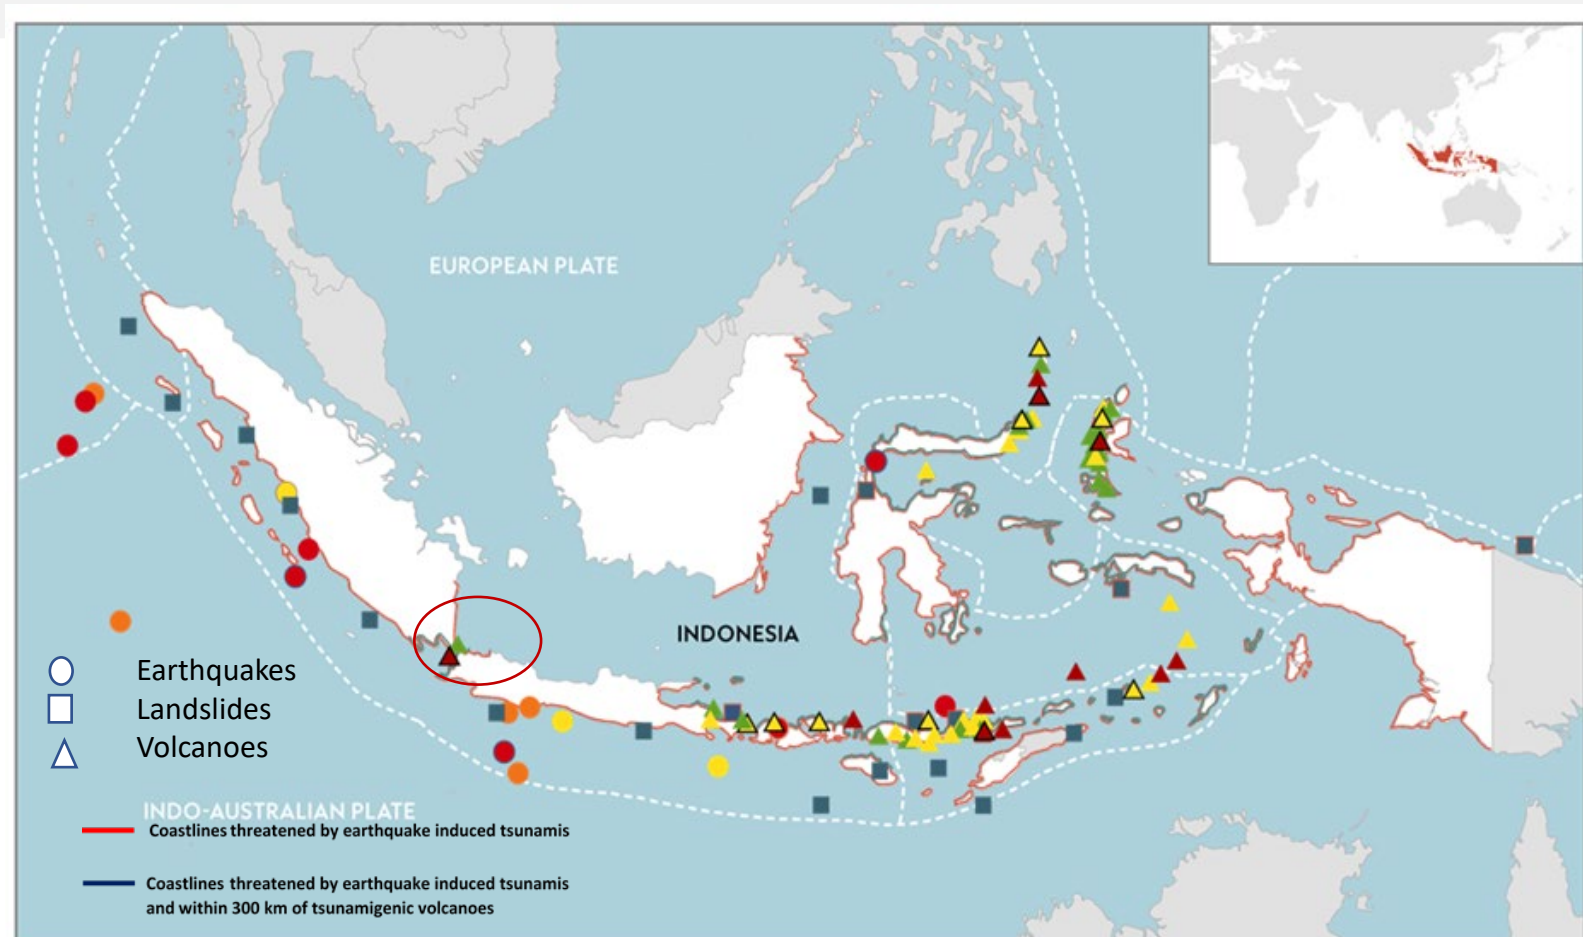 EUROPEAN PLATE
INDONESIA
Earthquakes
Landslides
Volcanoes
INDO-AUSTRALIAN PLATE
Coastlines threatened by earthquake induced tsunamis
Coastlines threatened by earthquake induced tsunamis
and within 300 km of tsunamigenic volcanoes